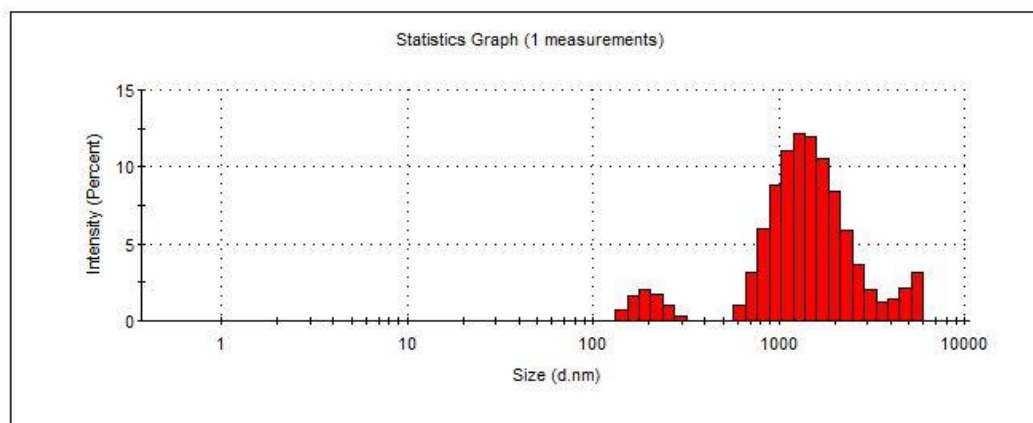 Statistics Graph (1 measurements)
15
10
5
0
Intensity (Percent)
1 10 100 1000 10000
Size (d.nm)